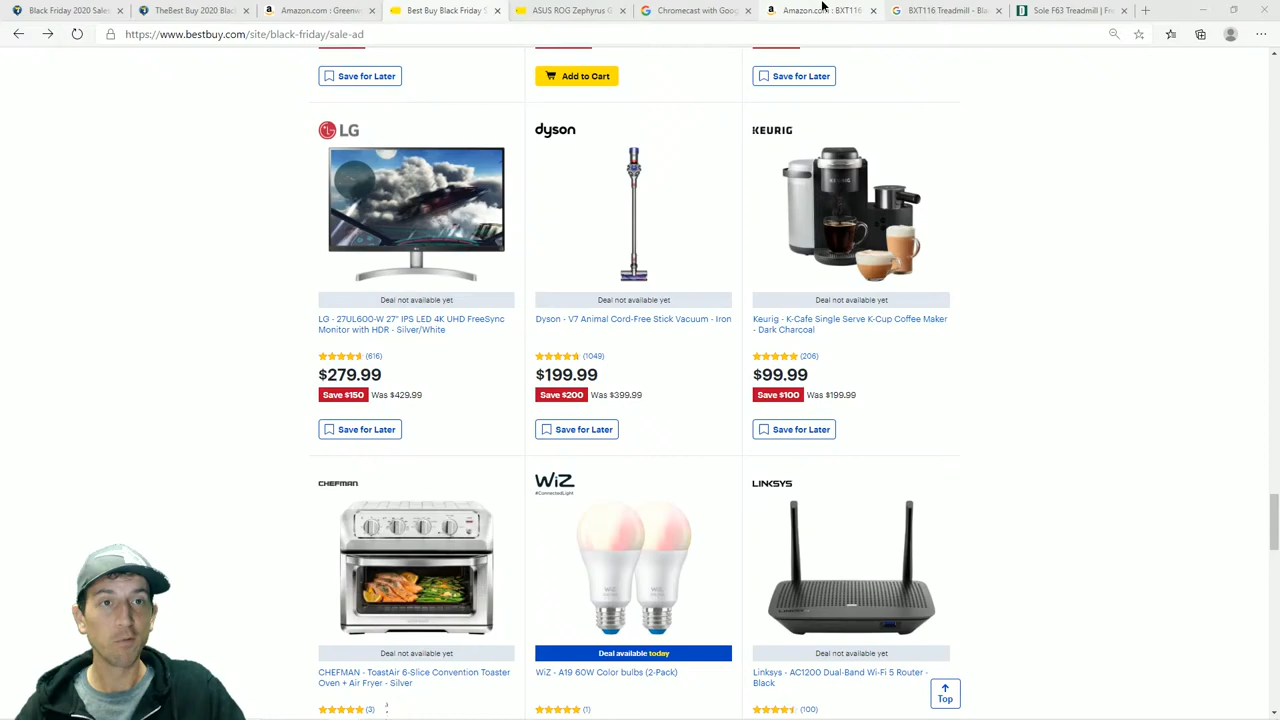 Black Friday 2020 Sales
TheBest Buy 2020 Black
Amazon.com : Greenw
Best Buy Black Friday S
ASUS ROG Zephyrus G
Chromecast with Goog
Amazon.com : BXT116
BXT116 Treadmill - Bla
Sole F63 Treadmill | Fre
https://www.bestbuy.com/site/black-friday/sale-ad
Save for Later
Add to Cart
Save for Later
LG
dyson
KEURIG
Deal not available yet
Deal not available yet
Deal not available yet
LG - 27UL600-W 27" IPS LED 4K UHD FreeSync
Monitor with HDR - Silver/White
Dyson - V7 Animal Cord-Free Stick Vacuum - Iron
Keurig - K-Cafe Single Serve K-Cup Coffee Maker
- Dark Charcoal
(616)
(1049)
(206)
$279.99
$199.99
$99.99
Save $150 Was $429.99
Save $200 Was $399.99
Save $100 Was $199.99
Save for Later
Save for Later
Save for Later
CHEFMAN
WiZ
#ConnectedLight
LINKSYS
Deal not available yet
Deal available today
Deal not available yet
CHEFMAN - ToastAir 6-Slice Convention Toaster
Oven + Air Fryer - Silver
WiZ - A19 60W Color bulbs (2-Pack)
Linksys - AC1200 Dual-Band Wi-Fi 5 Router -
Black
Top
(3)
(1)
(100)